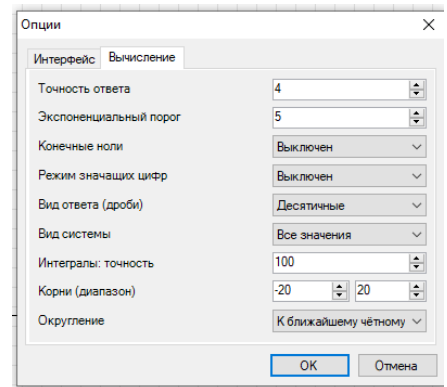 Опции
Интерфейс Вычисление
Точность ответа 4
Экспоненциальный порог 5
Конечные ноли Выключен
Режим значащих цифр Выключен
Вид ответа (дроби) Десятичные
Вид системы Все значения
Интегралы: точность 100
Корни (диапазон) -20 20
Округление К ближайшему чётному
OK Отмена